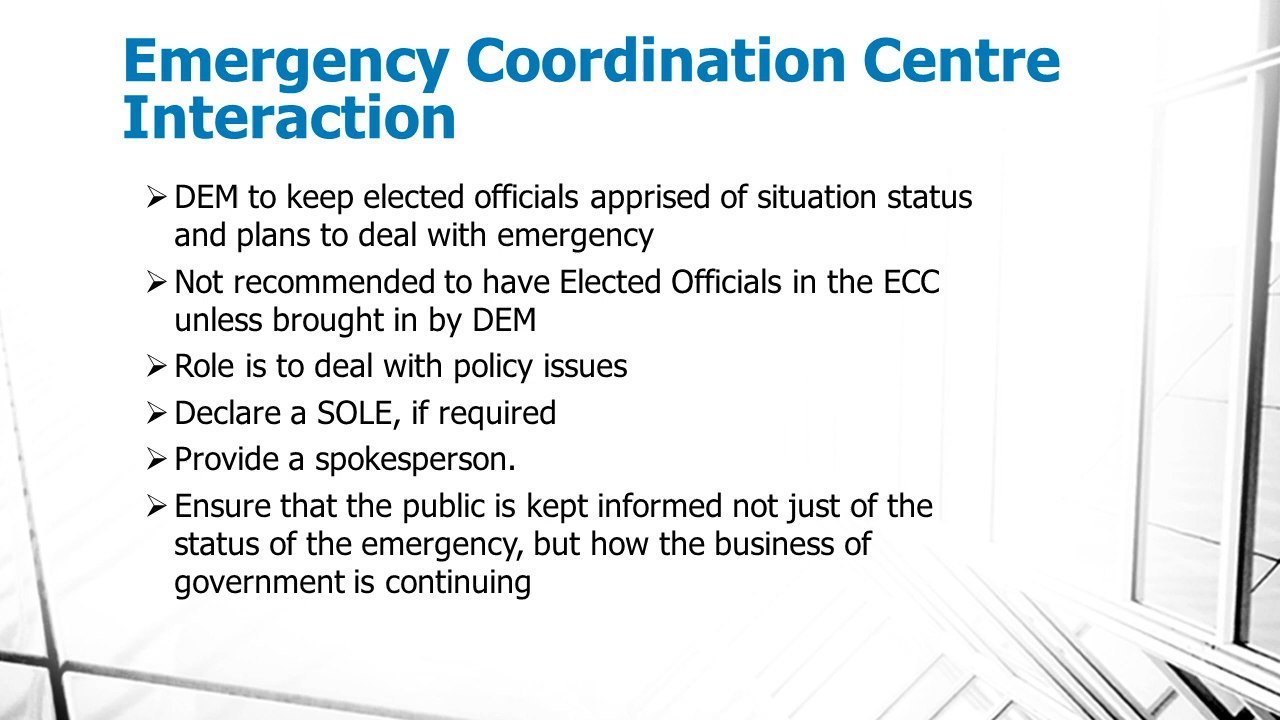 Emergency Coordination Centre
Interaction
➢ DEM to keep elected officials apprised of situation status
and plans to deal with emergency
➢ Not recommended to have Elected Officials in the ECC
unless brought in by DEM
➢ Role is to deal with policy issues
➢ Declare a SOLE, if required
➢ Provide a spokesperson.
➢ Ensure that the public is kept informed not just of the
status of the emergency, but how the business of
government is continuing